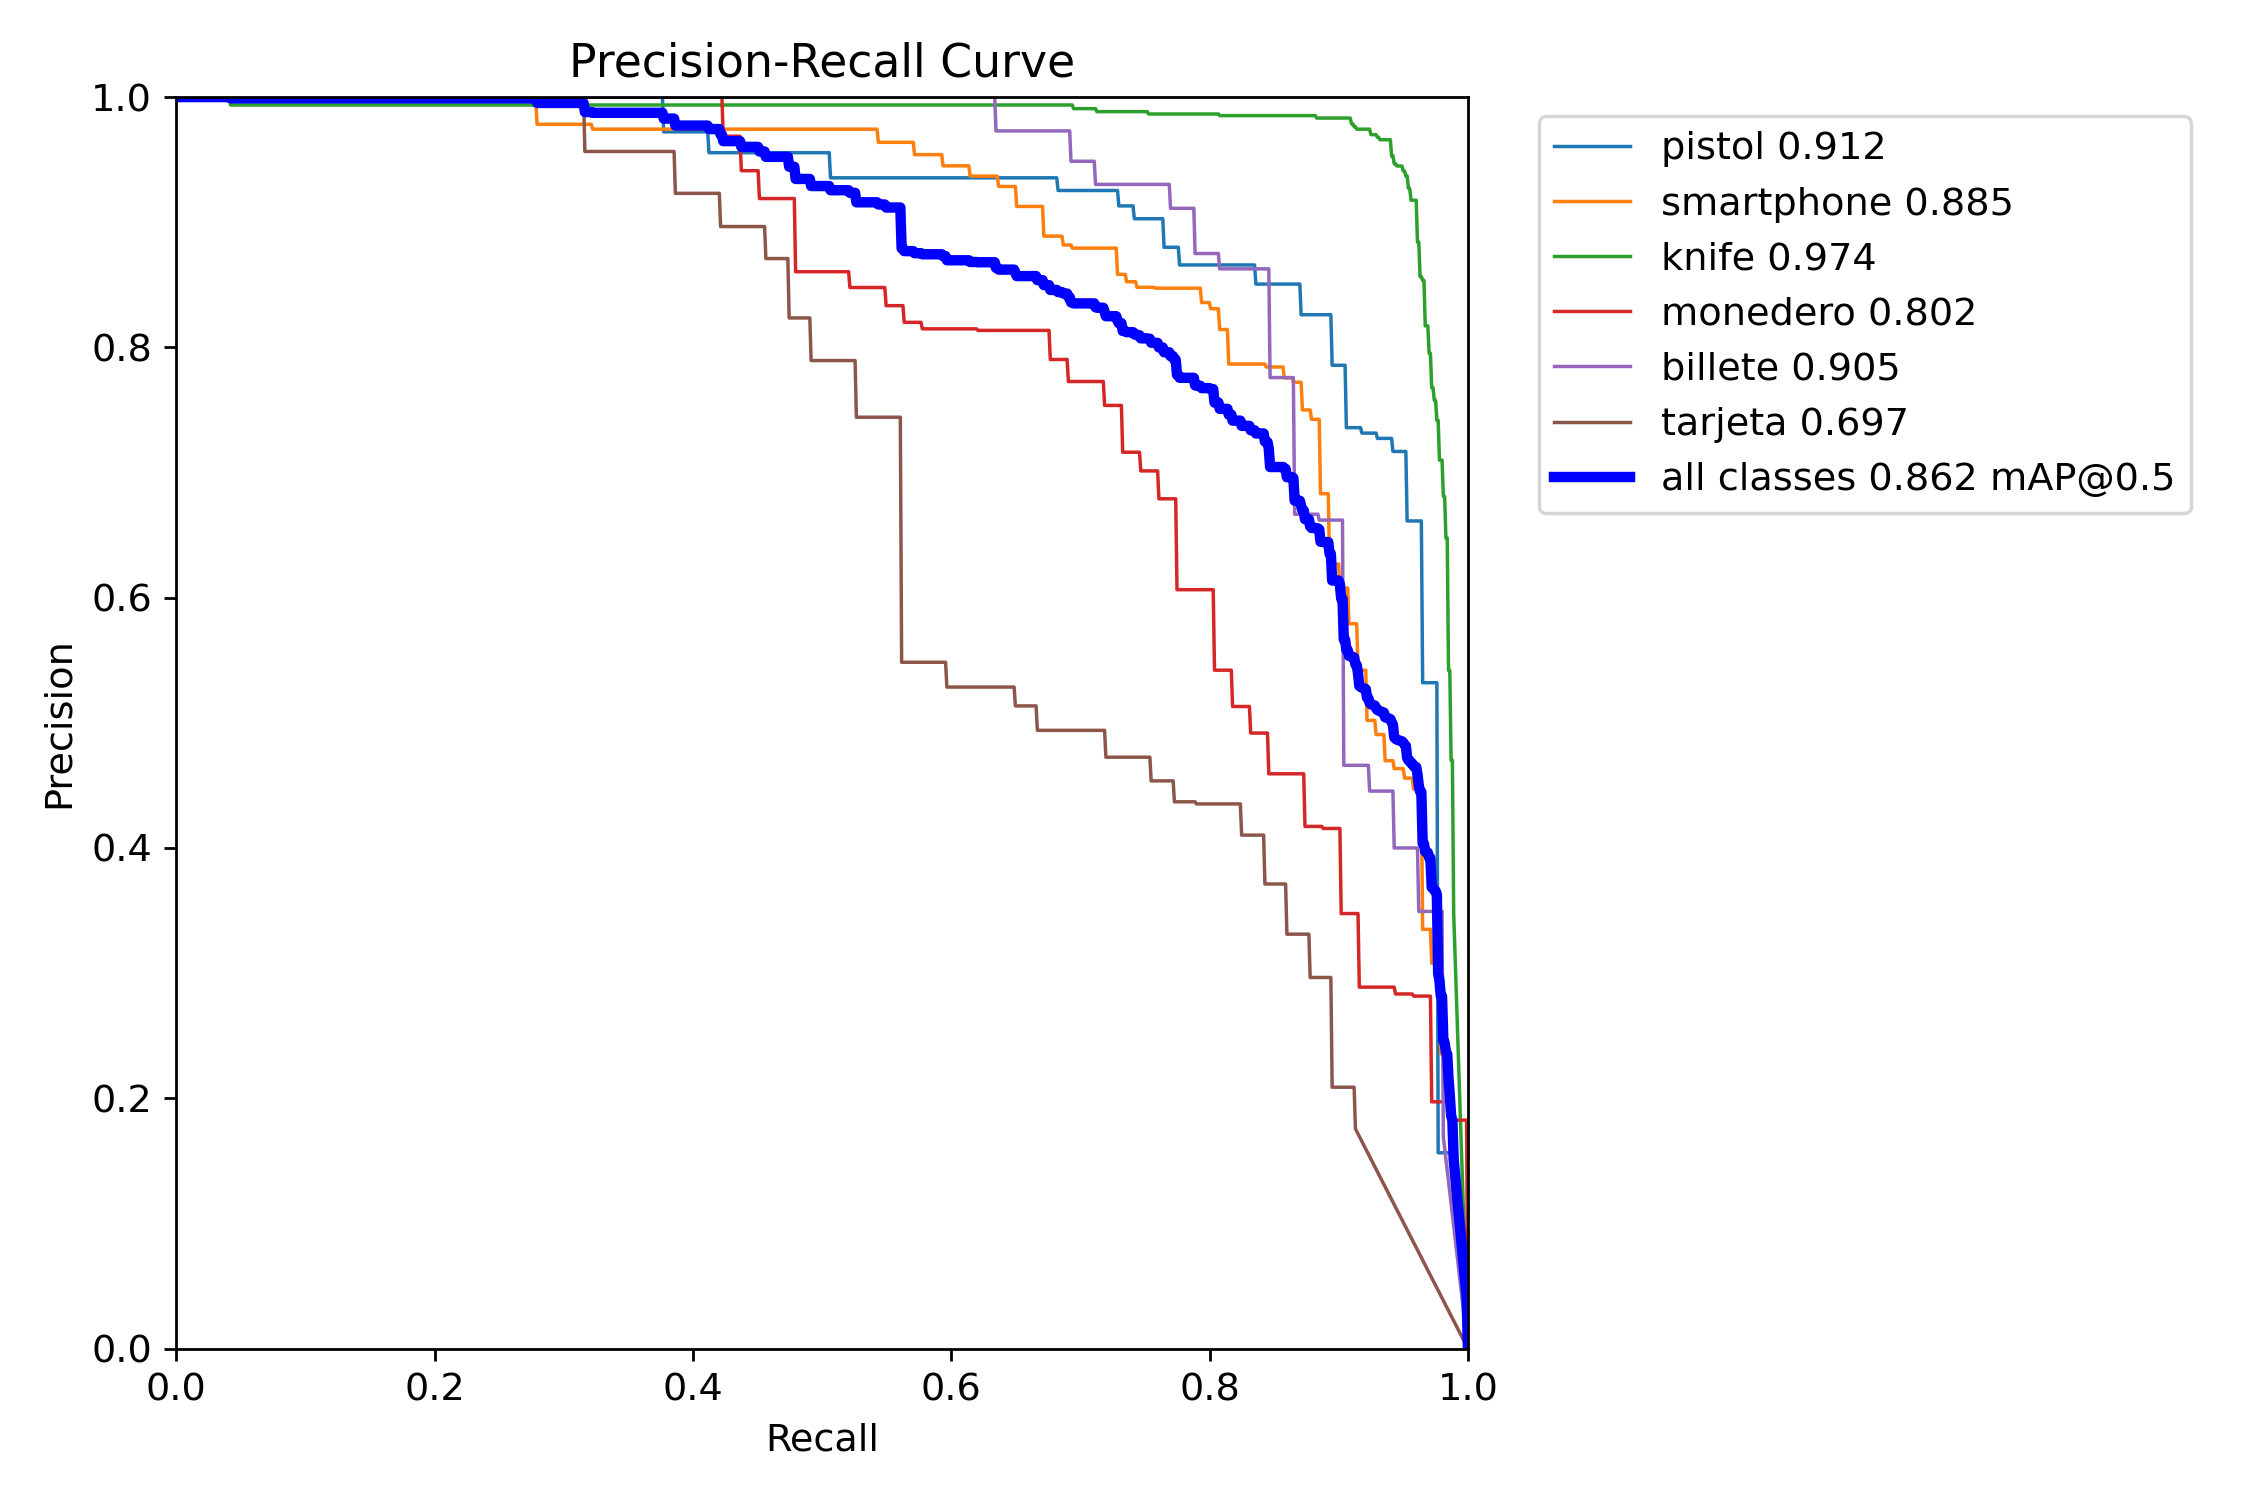 Precision-Recall Curve
1.0
0.8
0.6
0.4
0.2
0.0
Precision
0.0 0.2 0.4 0.6 0.8 1.0
Recall
pistol 0.912
smartphone 0.885
knife 0.974
monedero 0.802
billete 0.905
tarjeta 0.697
all classes 0.862 mAP@0.5